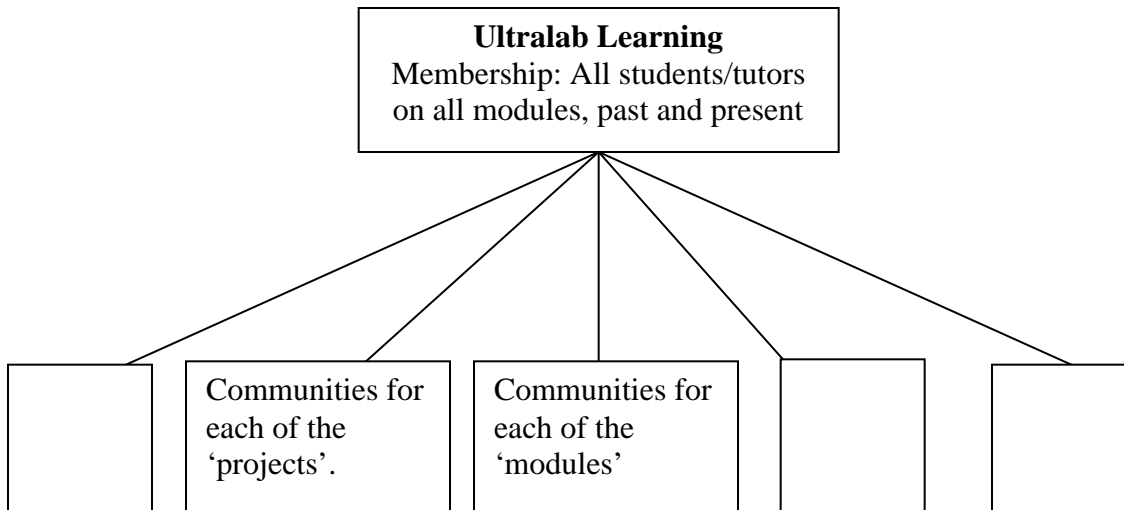 Ultralab Learning
Membership: All students/tutors
on all modules, past and present
Communities for
each of the
‘projects’.
Communities for
each of the
‘modules’